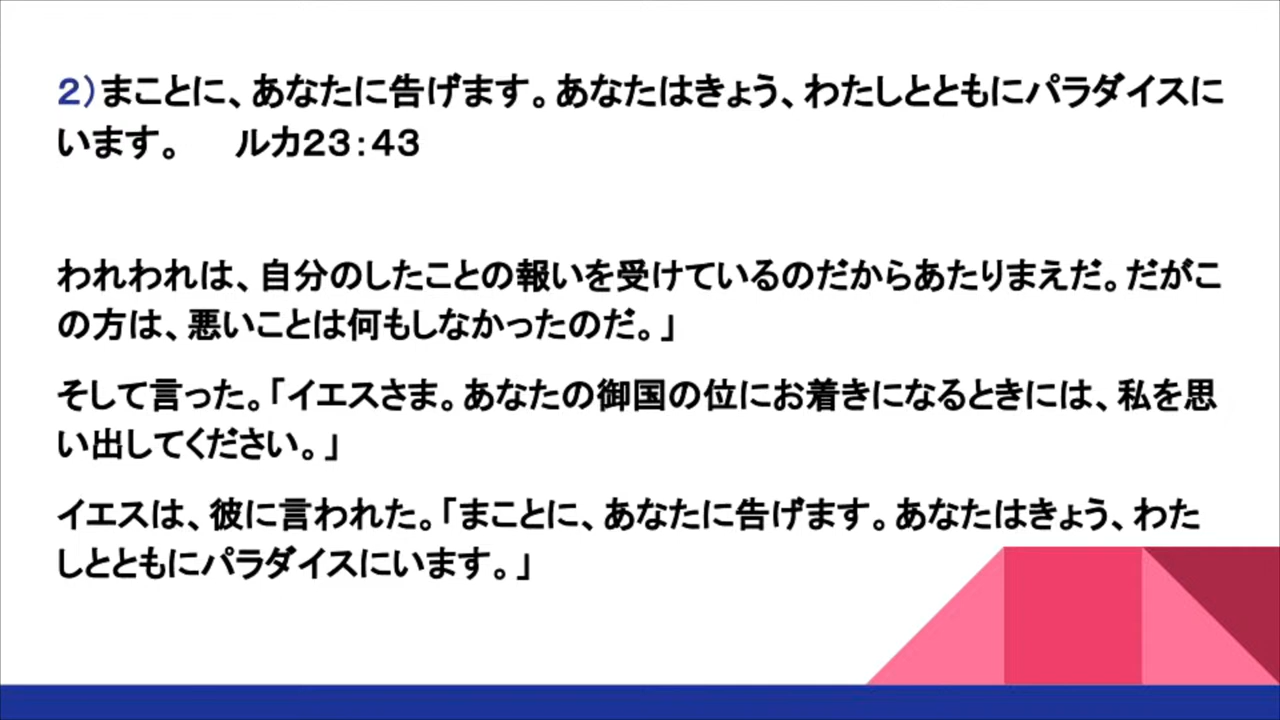 ２）まことに、あなたに告げます。あなたはきょう、わたしとともにパラダイスに
います。　ルカ２３：４３
われわれは、自分のしたことの報いを受けているのだからあたりまえだ。だがこ
の方は、悪いことは何もしなかったのだ。」
そして言った。「イエスさま。あなたの御国の位にお着きになるときには、私を思
い出してください。」
イエスは、彼に言われた。「まことに、あなたに告げます。あなたはきょう、わた
しとともにパラダイスにいます。」